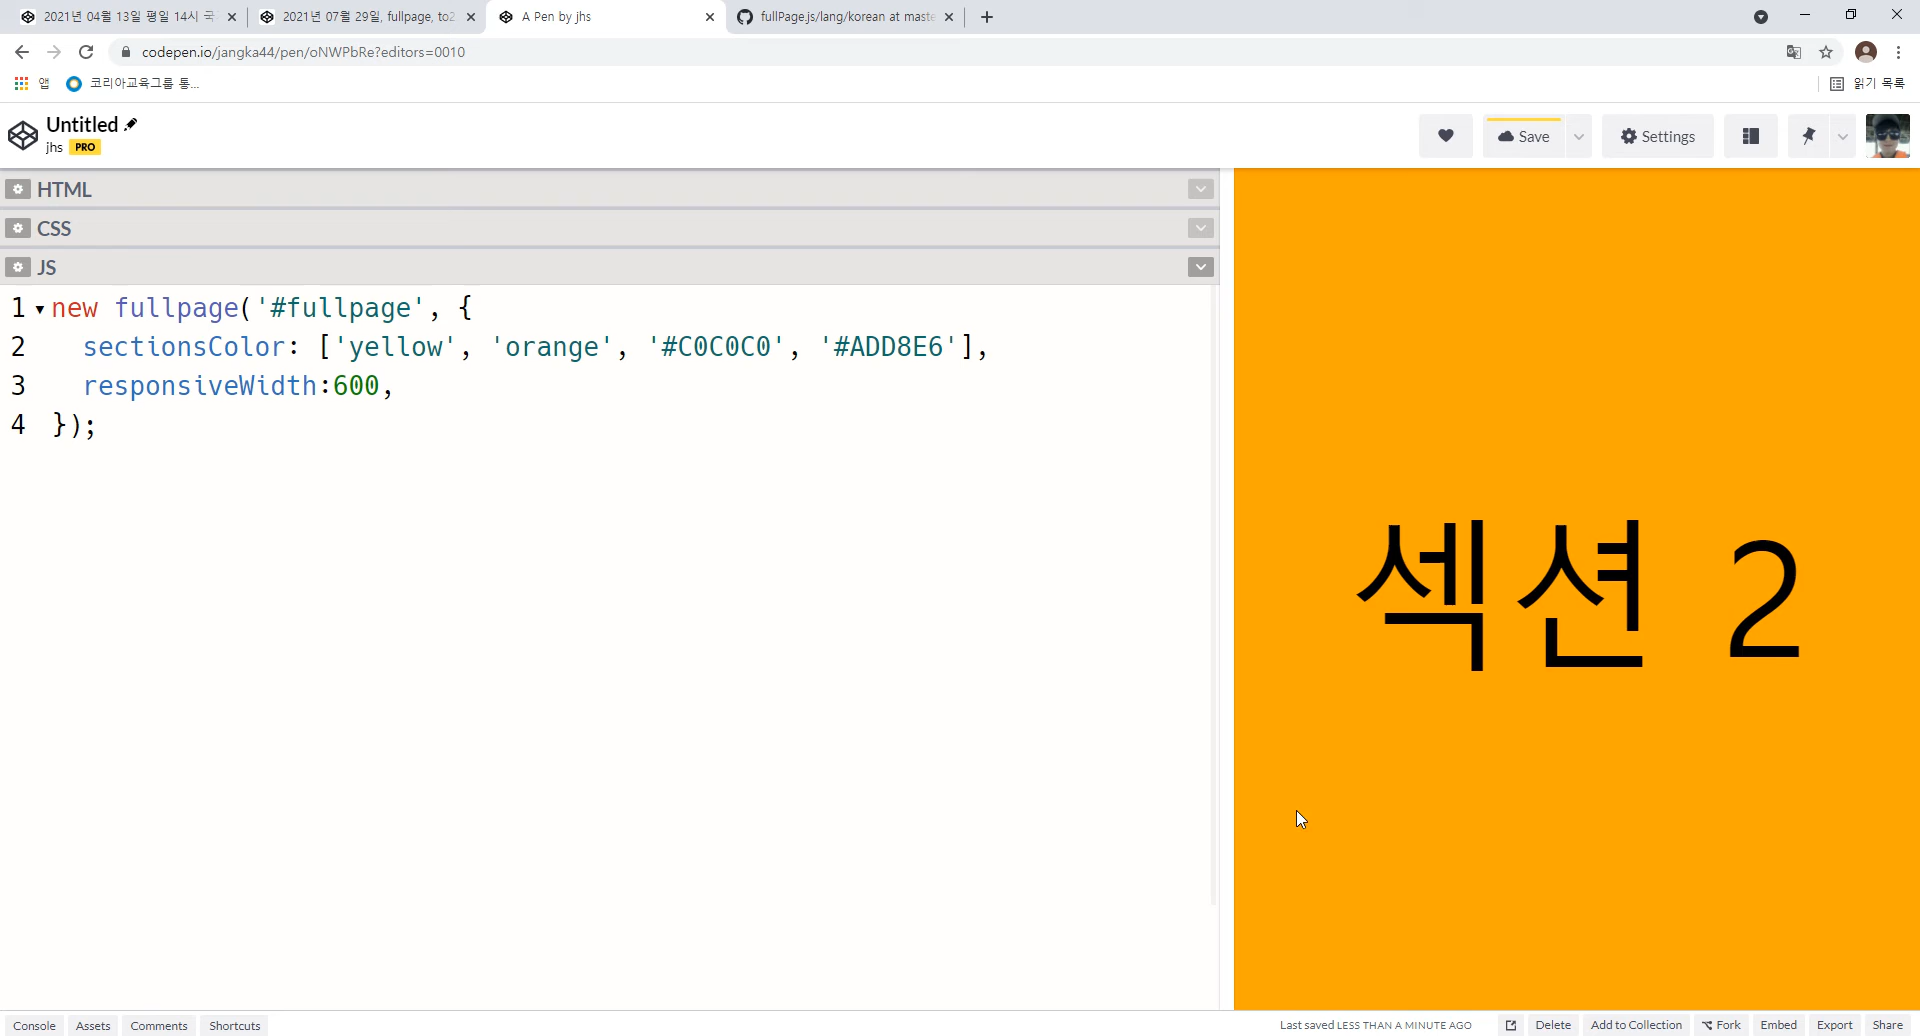 2021년 04월 13일 평일 14시 국
2021년 07월 29일, fullpage, to2
A Pen by jhs
fullPage.js/lang/korean at maste
codepen.io/jangka44/pen/oNWPbRe?editors=0010
앱
코리아교육그룹 통...
읽기 목록
Untitled
jhs PRO
Save
Settings
HTML
CSS
JS
1 new fullpage('#fullpage', {
2 sectionsColor: ['yellow', 'orange', '#C0C0C0', '#ADD8E6'],
3 responsiveWidth:600,
4 });
섹션 2
Console Assets Comments Shortcuts
Last saved LESS THAN A MINUTE AGO
Delete Add to Collection Fork Embed Export Share